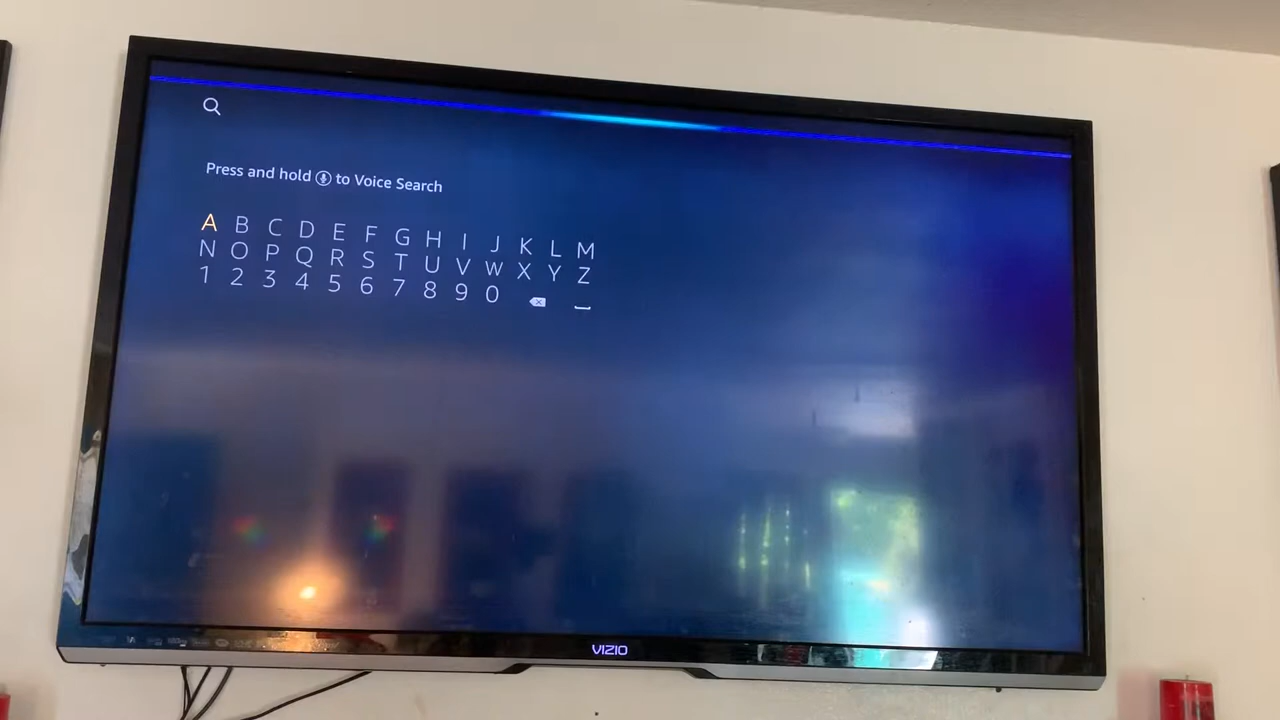 Press and hold to Voice Search
A B C D E F G H I J K L M
N O P Q R S T U V W X Y Z
1 2 3 4 5 6 7 8 9 0
VIZIO